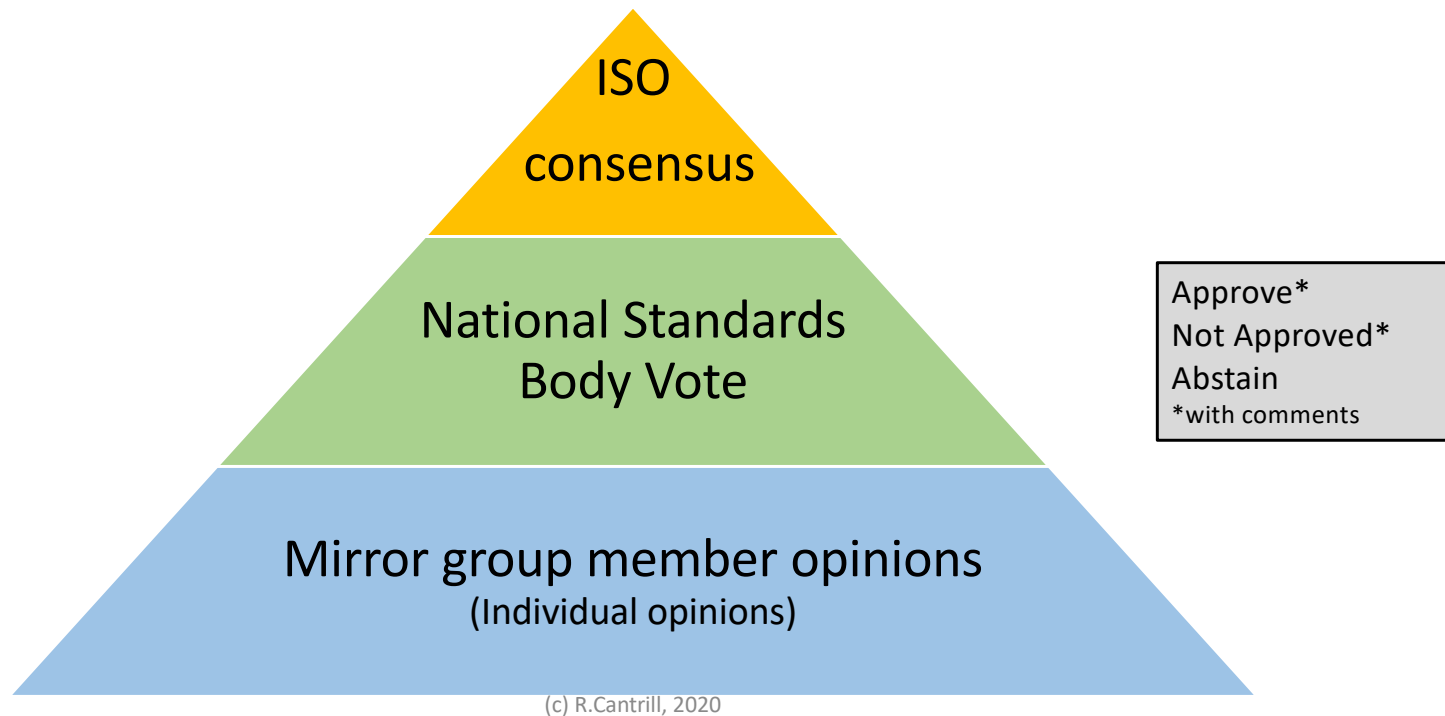 ISO
consensus
National Standards
Body Vote
Approve*
Not Approved*
Abstain
*with comments
Mirror group member opinions
(Individual opinions)
(c) R.Cantrill, 2020